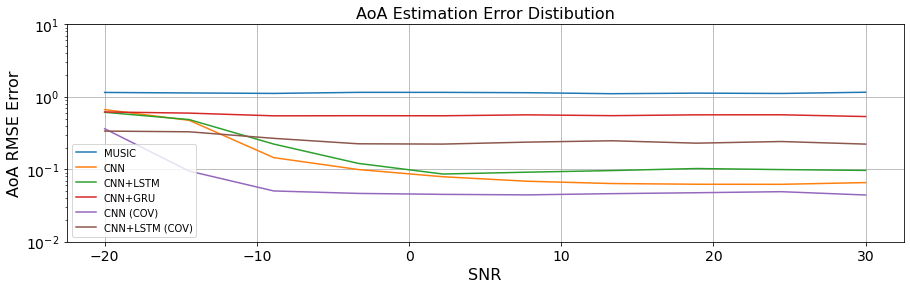 AoA Estimation Error Distibution
AoA RMSE Error
10^1
10^0
10^−1
10^−2
MUSIC
CNN
CNN+LSTM
CNN+GRU
CNN (COV)
CNN+LSTM (COV)
−20 −10 0 10 20 30
SNR